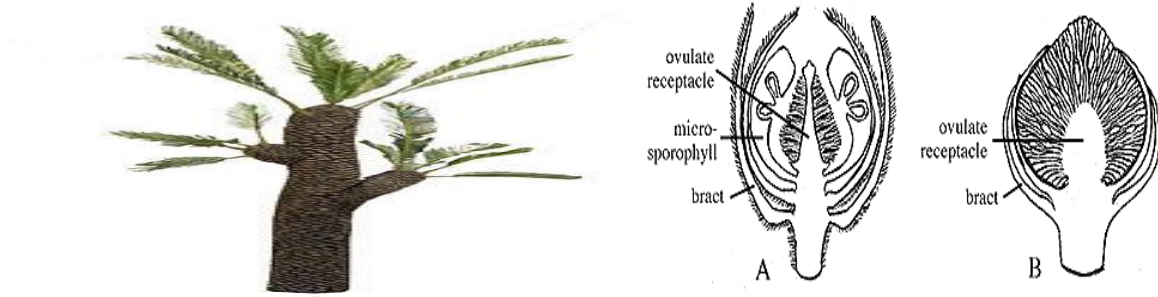 ovulate
receptacle
micro-
sporophyll
bract
A
ovulate
receptacle
bract
B